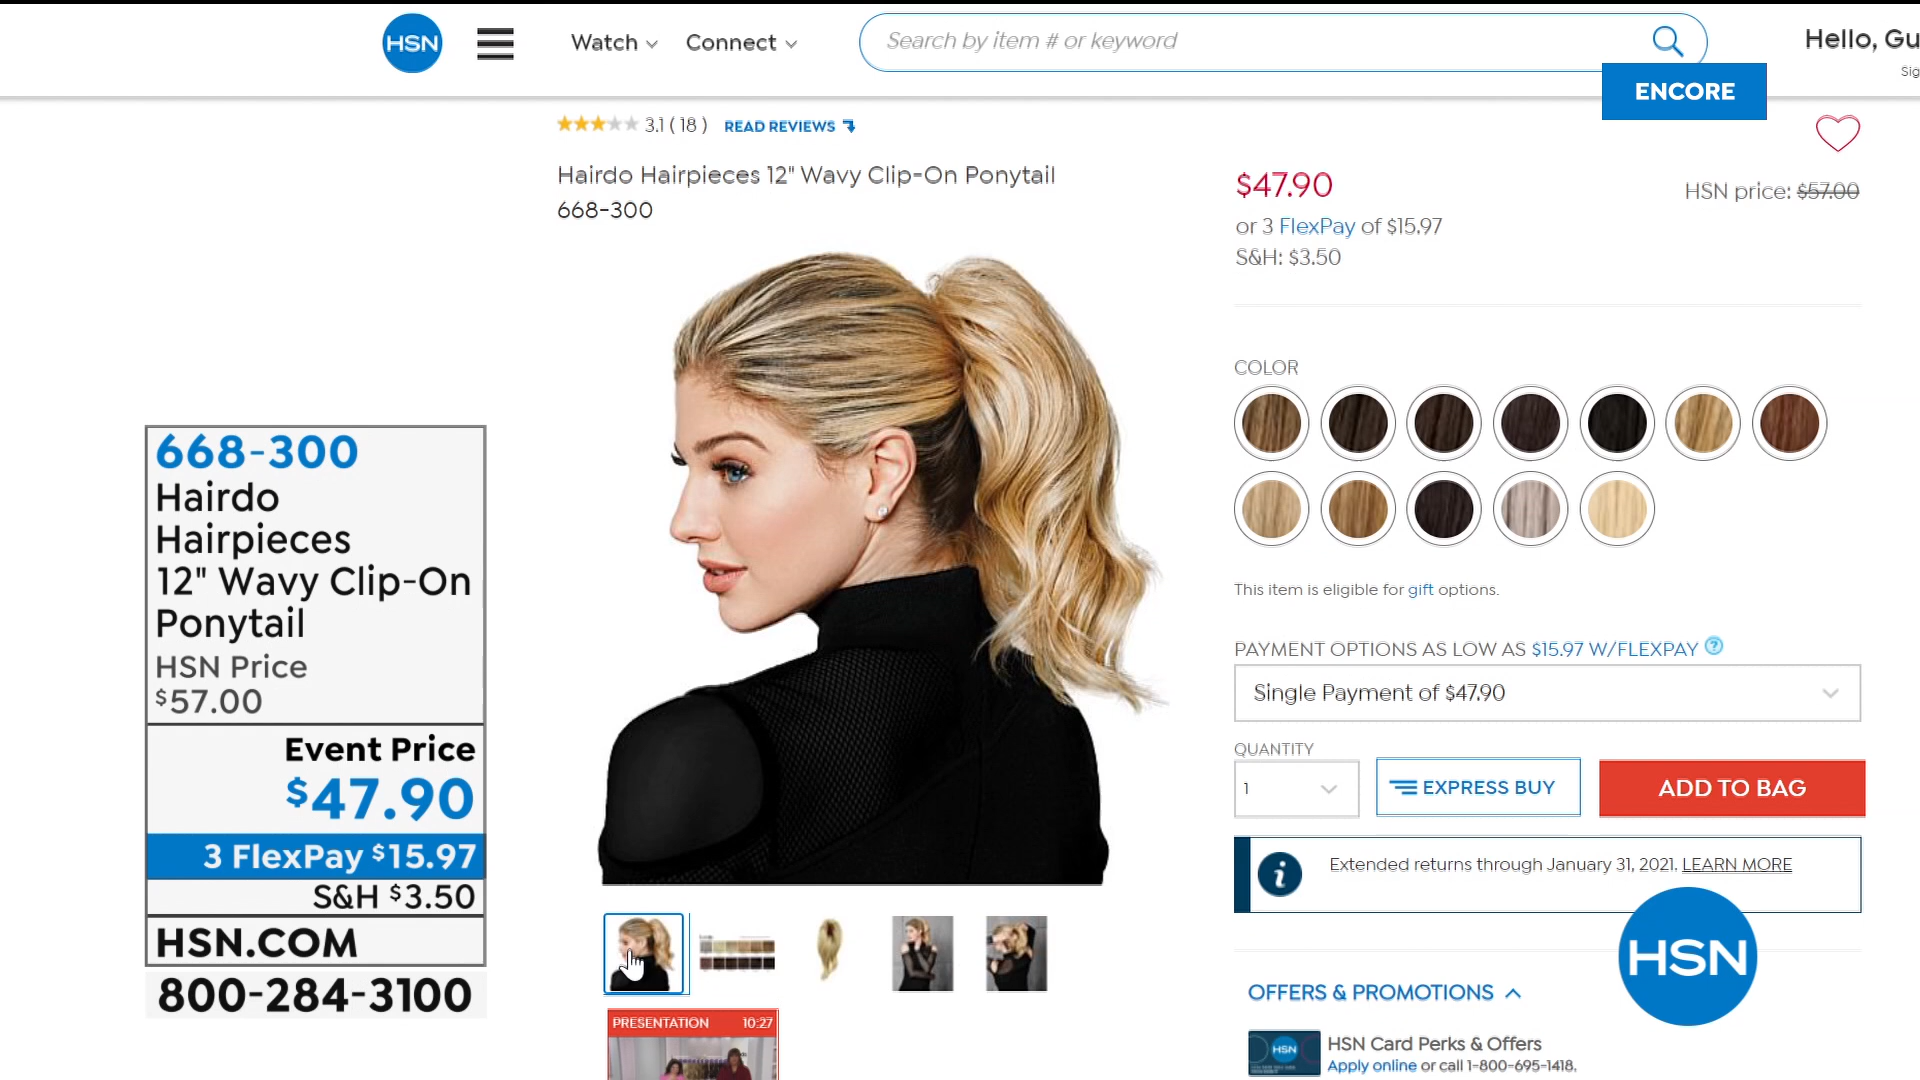 HSN
Watch
Connect
Search by item # or keyword
Hello, Gu
Sig
ENCORE
3.1 ( 18 )
READ REVIEWS
Hairdo Hairpieces 12" Wavy Clip-On Ponytail
668-300
$47.90
HSN price: $57.00
or 3 FlexPay of $15.97
S&H: $3.50
COLOR
This item is eligible for gift options.
PAYMENT OPTIONS AS LOW AS $15.97 W/FLEXPAY ?
Single Payment of $47.90
QUANTITY
1
EXPRESS BUY
ADD TO BAG
i
Extended returns through January 31, 2021. LEARN MORE
HSN
OFFERS & PROMOTIONS
HSN
HSN Card Perks & Offers
Apply online or call 1-800-695-1418.
668-300
Hairdo
Hairpieces
12" Wavy Clip-On
Ponytail
HSN Price
$57.00
Event Price
$47.90
3 FlexPay $15.97
S&H $3.50
HSN.COM
800-284-3100
PRESENTATION 10:27